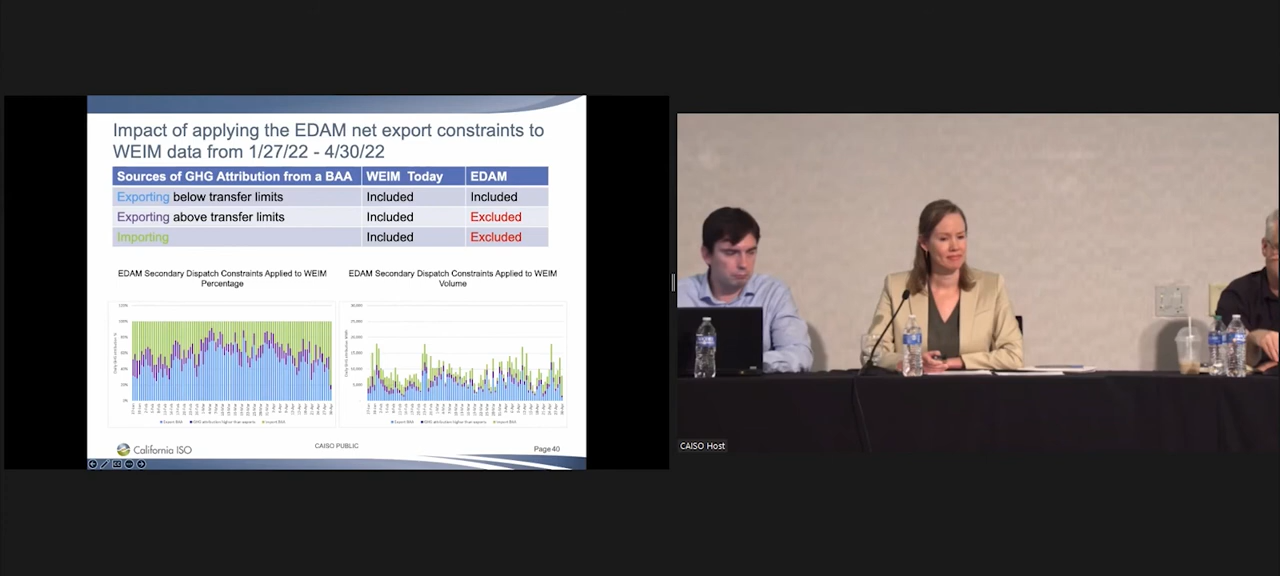 Impact of applying the EDAM net export constraints to
WEIM data from 1/27/22 - 4/30/22
Sources of GHG Attribution from a BAA WEIM Today EDAM
Exporting below transfer limits Included Included
Exporting above transfer limits Included Excluded
Importing Included Excluded
EDAM Secondary Dispatch Constraints Applied to WEIM
Percentage
EDAM Secondary Dispatch Constraints Applied to WEIM
Volume
California ISO
CAISO PUBLIC
Page 40
CAISO Host